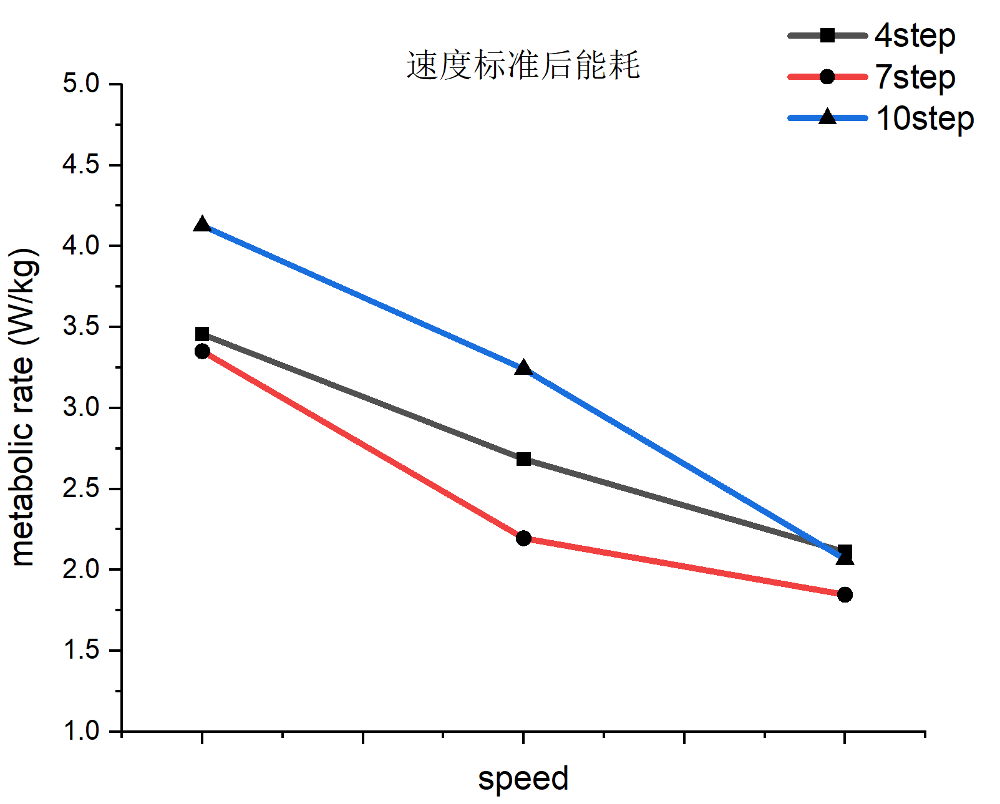 速度标准后能耗
4step
7step
10step
5.0
4.5
4.0
3.5
3.0
2.5
2.0
1.5
1.0
metabolic rate (W/kg)
speed